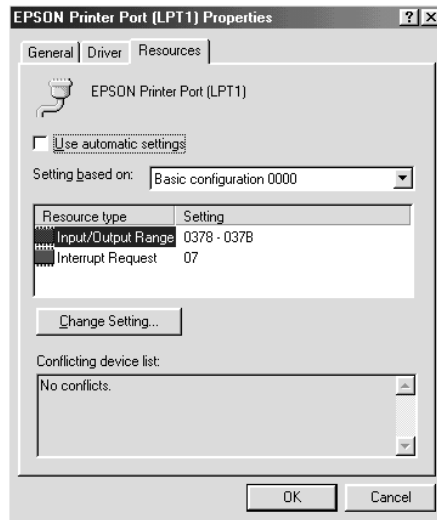 EPSON Printer Port (LPT1) Properties
General Driver Resources
EPSON Printer Port (LPT1)
Use automatic settings
Setting based on: Basic configuration 0000
Resource type Setting
Input/Output Range 0378 - 037B
Interrupt Request 07
Change Setting...
Conflicting device list:
No conflicts.
OK Cancel